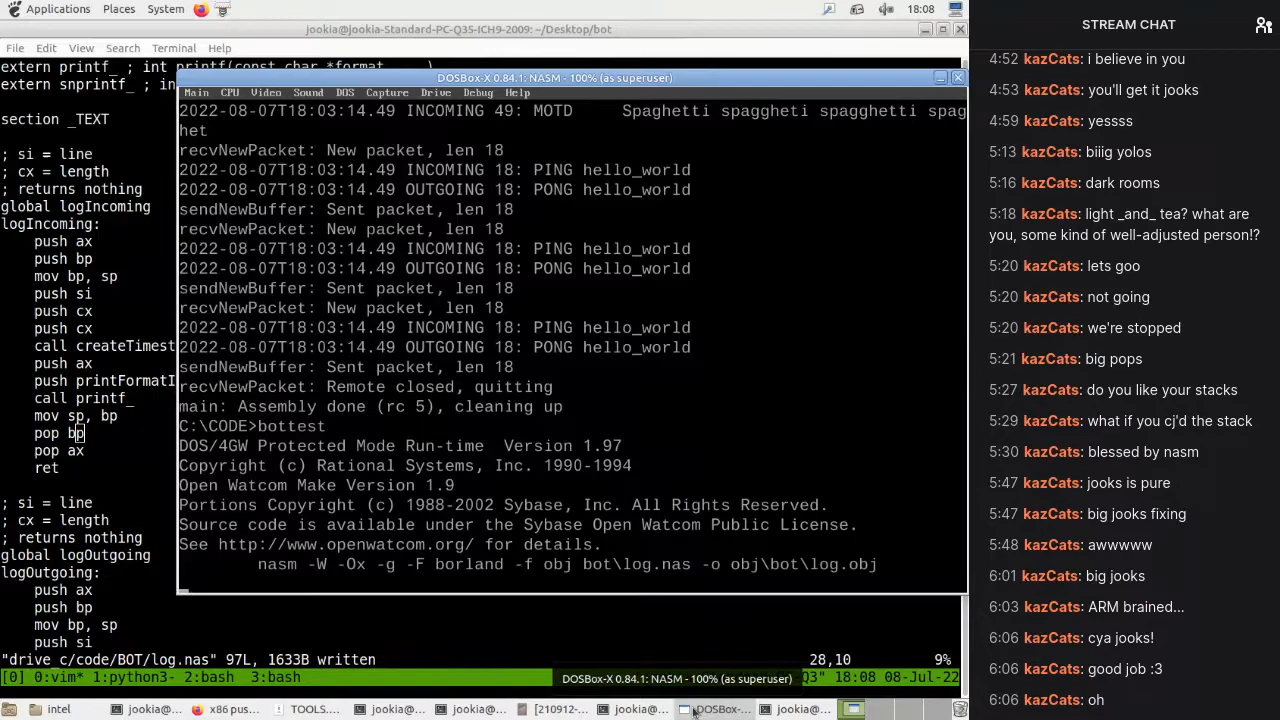 Applications Places System 18:08
jookia@jookia-Standard-PC-Q35-ICH9-2009: ~/Desktop/bot
File Edit View Search Terminal Help
extern printf_ ; int printf(const char *format, ...)
extern snprintf_ ; in
section _TEXT
; si = line
; cx = length
; returns nothing
global logIncoming
logIncoming:
push ax
push bp
mov bp, sp
push si
push cx
push cx
call createTimest
push ax
push printFormatI
call printf_
mov sp, bp
pop bp
pop ax
ret
; si = line
; cx = length
; returns nothing
global logOutgoing
logOutgoing:
push ax
push bp
mov bp, sp
push si
"drive_c/code/BOT/log.nas" 97L, 1633B written 28,10 9%
[0] 0:vim* 1:python3- 2:bash 3:bash Q3" 18:08 08-Jul-22
DOSBox-X 0.84.1: NASM - 100% (as superuser)
Main CPU Video Sound DOS Capture Drive Debug Help
2022-08-07T18:03:14.49 INCOMING 49: MOTD Spaghetti spaggheti spagghetti spag
het
recvNewPacket: New packet, len 18
2022-08-07T18:03:14.49 INCOMING 18: PING hello_world
2022-08-07T18:03:14.49 OUTGOING 18: PONG hello_world
sendNewBuffer: Sent packet, len 18
recvNewPacket: New packet, len 18
2022-08-07T18:03:14.49 INCOMING 18: PING hello_world
2022-08-07T18:03:14.49 OUTGOING 18: PONG hello_world
sendNewBuffer: Sent packet, len 18
recvNewPacket: New packet, len 18
2022-08-07T18:03:14.49 INCOMING 18: PING hello_world
2022-08-07T18:03:14.49 OUTGOING 18: PONG hello_world
sendNewBuffer: Sent packet, len 18
recvNewPacket: Remote closed, quitting
main: Assembly done (rc 5), cleaning up
C:\CODE>bottest
DOS/4GW Protected Mode Run-time Version 1.97
Copyright (c) Rational Systems, Inc. 1990-1994
Open Watcom Make Version 1.9
Portions Copyright (c) 1988-2002 Sybase, Inc. All Rights Reserved.
Source code is available under the Sybase Open Watcom Public License.
See http://www.openwatcom.org/ for details.
nasm -W -Ox -g -F borland -f obj bot\log.nas -o obj\bot\log.obj
DOSBox-X 0.84.1: NASM - 100% (as superuser)
intel jookia@... x86 pus... TOOLS.... jookia@... jookia@... [210912-... jookia@... DOSBox-... jookia@...
STREAM CHAT
4:52 kazCats: i believe in you
4:53 kazCats: you'll get it jooks
4:59 kazCats: yessss
5:13 kazCats: biiig yolos
5:16 kazCats: dark rooms
5:18 kazCats: light _and_ tea? what are
you, some kind of well-adjusted person!?
5:20 kazCats: lets goo
5:20 kazCats: not going
5:20 kazCats: we're stopped
5:21 kazCats: big pops
5:27 kazCats: do you like your stacks
5:29 kazCats: what if you cj'd the stack
5:30 kazCats: blessed by nasm
5:47 kazCats: jooks is pure
5:47 kazCats: big jooks fixing
5:48 kazCats: awwwww
6:01 kazCats: big jooks
6:03 kazCats: ARM brained...
6:06 kazCats: cya jooks!
6:06 kazCats: good job :3
6:06 kazCats: oh